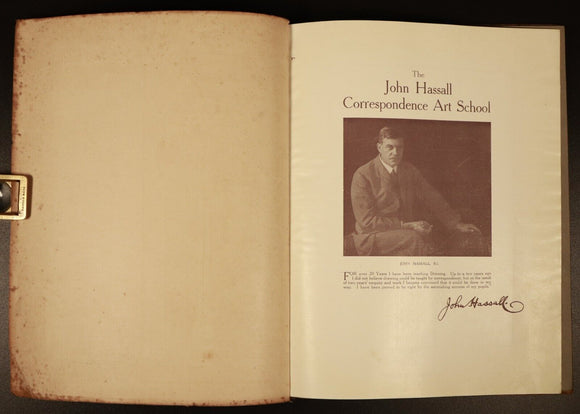 The
John Hassall
Correspondence Art School
JOHN HASSALL, R.I.
FOR over 20 Years I have been teaching Drawing. Up to a two years ago
I did not believe drawing could be taught by correspondence, but as the result
of two years' enquiry and work I became convinced that it could be done in my
way. I have been proved to be right by the astonishing success of my pupils.
John Hassall.